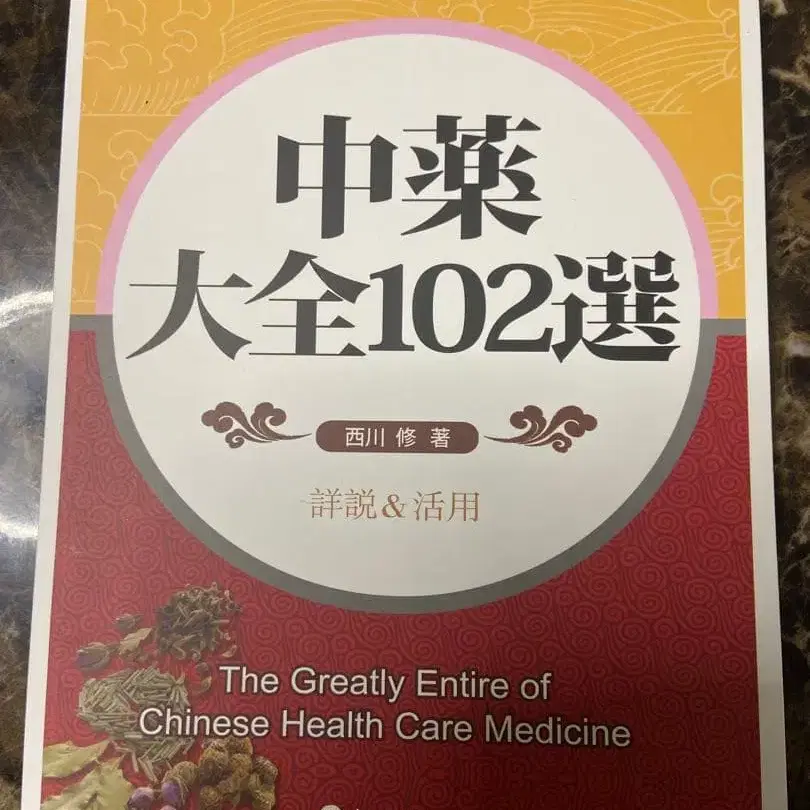 中薬
大全102選
西川 修 著
詳説&活用
The Greatly Entire of
Chinese Health Care Medicine